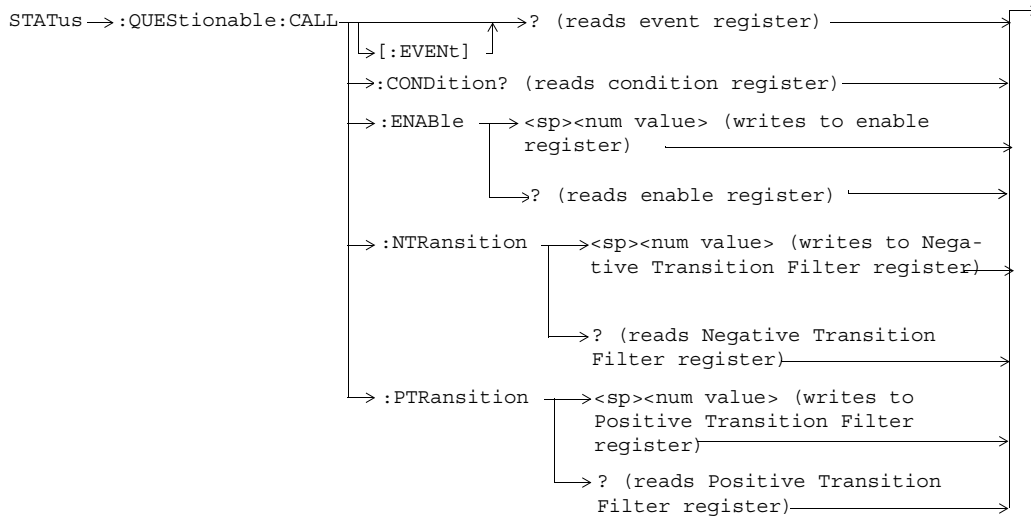 STATus :QUEStionable:CALL ? (reads event register)
[:EVENt]
:CONDition? (reads condition register)
:ENABle <sp><num value> (writes to enable
register)
? (reads enable register)
:NTRansition <sp><num value> (writes to Nega-
tive Transition Filter register)
? (reads Negative Transition
Filter register)
:PTRansition <sp><num value> (writes to
Positive Transition Filter
register)
? (reads Positive Transition
Filter register)